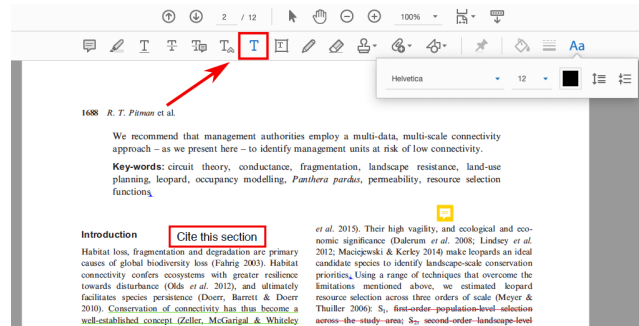 2 / 12
100%
T T T T T T
Aa
Helvetica
12
1688 R. T. Pitman et al.
We recommend that management authorities employ a multi-data, multi-scale connectivity
approach – as we present here – to identify management units at risk of low connectivity.
Key-words: circuit theory, conductance, fragmentation, landscape resistance, land-use
planning, leopard, occupancy modelling, Panthera pardus, permeability, resource selection
functions
Introduction
Cite this section
Habitat loss, fragmentation and degradation are primary
causes of global biodiversity loss (Fahrig 2003). Habitat
connectivity confers ecosystems with greater resilience
towards disturbance (Olds et al. 2012), and ultimately
facilitates species persistence (Doerr, Barrett & Doerr
2010). Conservation of connectivity has thus become a
well-established concept (Zeller, McGarigal & Whiteley
et al. 2015). Their high vagility, and ecological and eco-
nomic significance (Dalerum et al. 2008; Lindsey et al.
2012; Maciejewski & Kerley 2014) make leopards an ideal
candidate species to identify landscape-scale conservation
priorities. Using a range of techniques that overcome the
limitations mentioned above, we estimated leopard
resource selection across three orders of scale (Meyer &
Thuiller 2006): S1, first-order population-level selection
across the study area; S2, second-order landscape-level